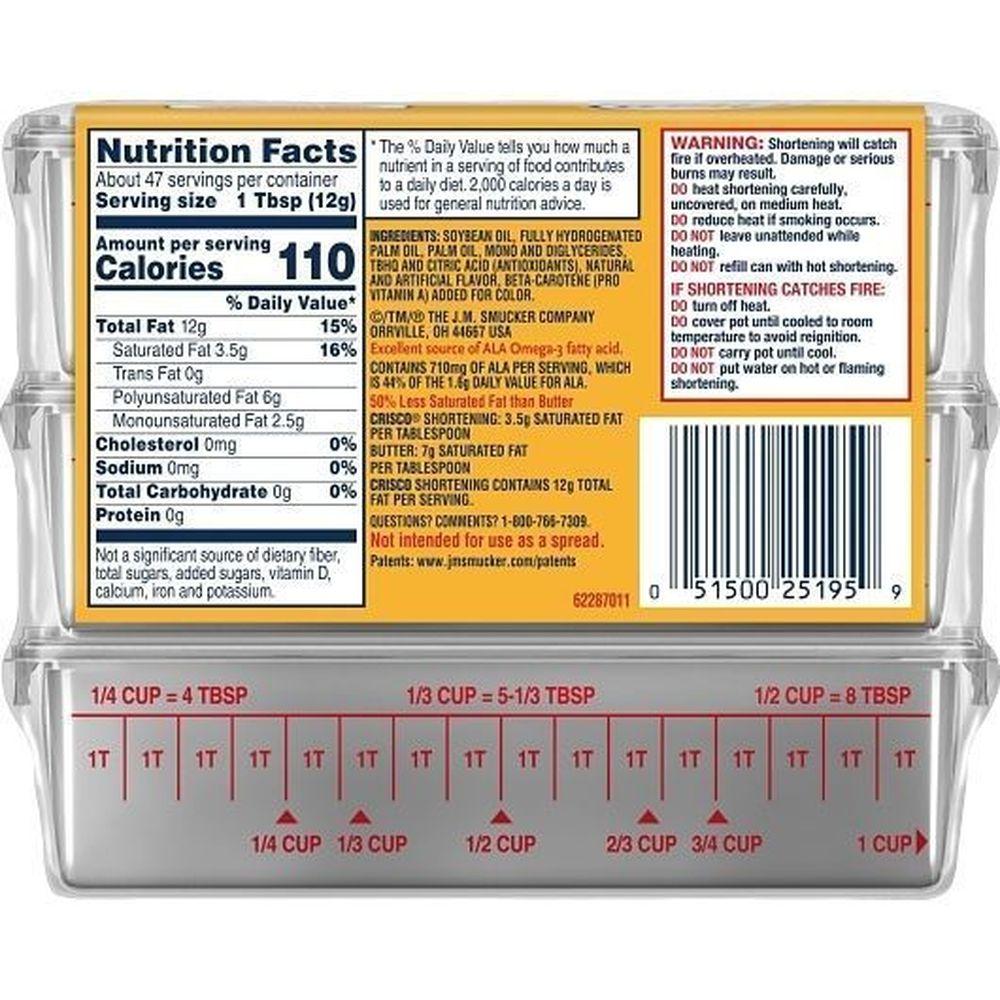 Nutrition Facts
About 47 servings per container
Serving size 1 Tbsp (12g)
Amount per serving
Calories 110
% Daily Value*
Total Fat 12g 15%
Saturated Fat 3.5g 16%
Trans Fat 0g
Polyunsaturated Fat 6g
Monounsaturated Fat 2.5g
Cholesterol 0mg 0%
Sodium 0mg 0%
Total Carbohydrate 0g 0%
Protein 0g
Not a significant source of dietary fiber,
total sugars, added sugars, vitamin D,
calcium, iron and potassium.
* The % Daily Value tells you how much a
nutrient in a serving of food contributes
to a daily diet. 2,000 calories a day is
used for general nutrition advice.
INGREDIENTS: SOYBEAN OIL, FULLY HYDROGENATED
PALM OIL, PALM OIL, MONO AND DIGLYCERIDES,
TBHQ AND CITRIC ACID (ANTIOXIDANTS), NATURAL
AND ARTIFICIAL FLAVOR, BETA-CAROTENE (PRO
VITAMIN A) ADDED FOR COLOR.
©/TM/® THE J.M. SMUCKER COMPANY
ORRVILLE, OH 44667 USA
Excellent source of ALA Omega-3 fatty acid.
CONTAINS 710mg OF ALA PER SERVING, WHICH
IS 44% OF THE 1.6g DAILY VALUE FOR ALA.
50% Less Saturated Fat than Butter
CRISCO® SHORTENING: 3.5g SATURATED FAT
PER TABLESPOON
BUTTER: 7g SATURATED FAT
PER TABLESPOON
CRISCO SHORTENING CONTAINS 12g TOTAL
FAT PER SERVING.
QUESTIONS? COMMENTS? 1-800-766-7309.
Not intended for use as a spread.
Patents: www.jmsmucker.com/patents
62287011
WARNING: Shortening will catch
fire if overheated. Damage or serious
burns may result.
DO heat shortening carefully,
uncovered, on medium heat.
DO reduce heat if smoking occurs.
DO NOT leave unattended while
heating.
DO NOT refill can with hot shortening.
IF SHORTENING CATCHES FIRE:
DO turn off heat.
DO cover pot until cooled to room
temperature to avoid reignition.
DO NOT carry pot until cool.
DO NOT put water on hot or flaming
shortening.
0 51500 25195 9
1/4 CUP = 4 TBSP 1/3 CUP = 5-1/3 TBSP 1/2 CUP = 8 TBSP
1T 1T 1T 1T 1T 1T 1T 1T 1T 1T 1T 1T 1T 1T 1T 1T
1/4 CUP 1/3 CUP 1/2 CUP 2/3 CUP 3/4 CUP 1 CUP